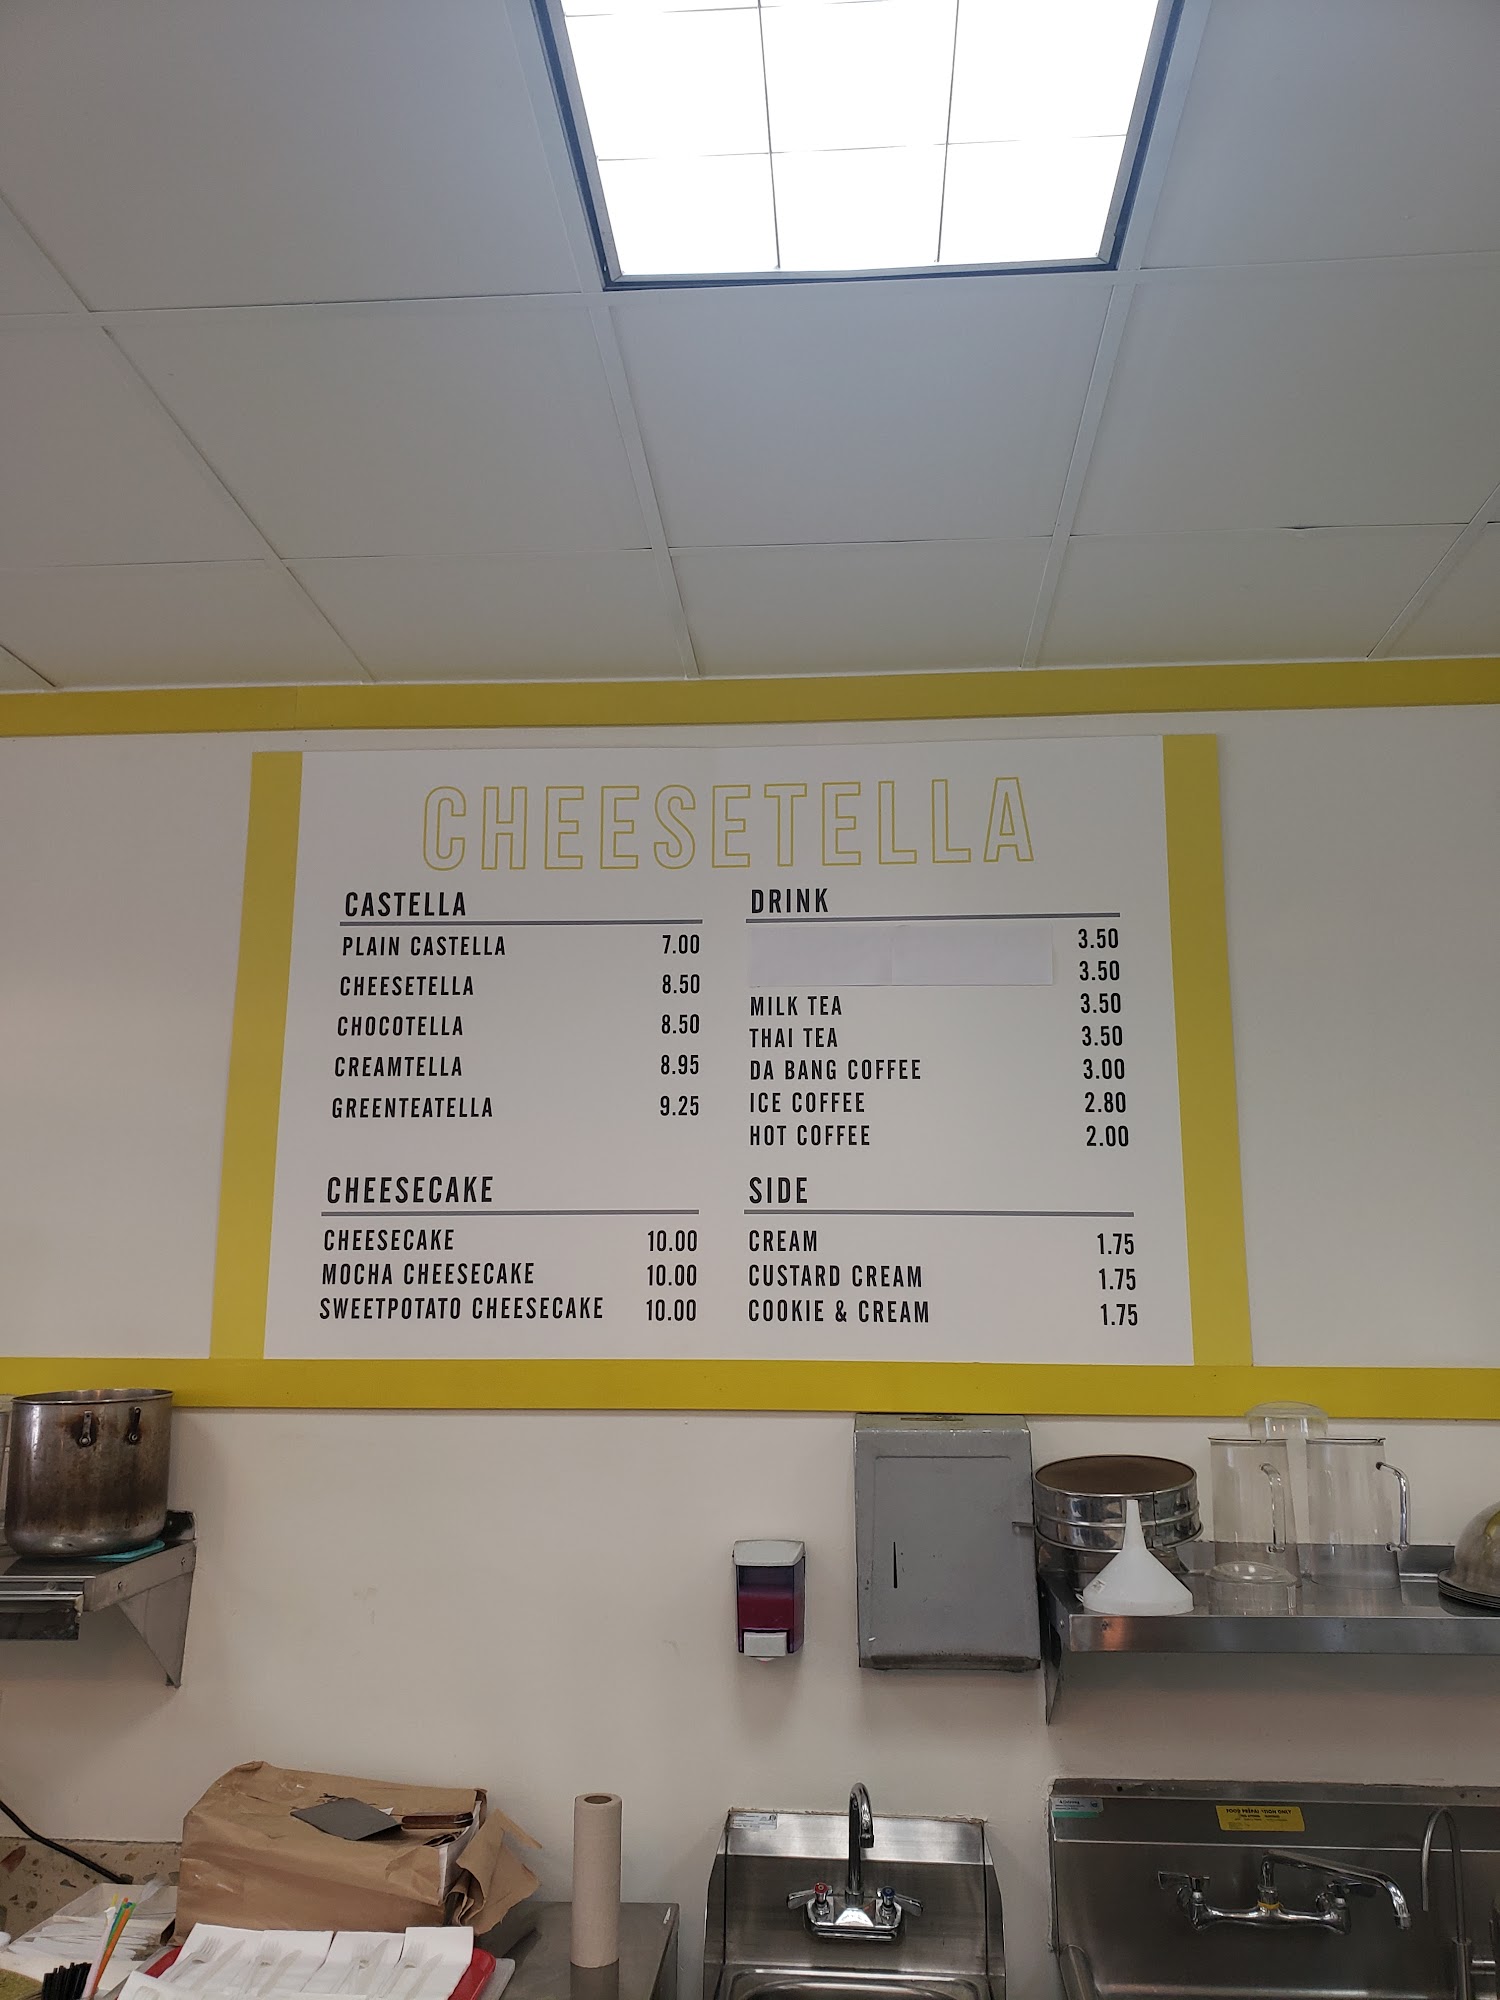 CHEESETELLA
CASTELLA
PLAIN CASTELLA 7.00
CHEESETELLA 8.50
CHOCOTELLA 8.50
CREAMTELLA 8.95
GREENTEATELLA 9.25
CHEESECAKE
CHEESECAKE 10.00
MOCHA CHEESECAKE 10.00
SWEETPOTATO CHEESECAKE 10.00
DRINK
3.50
3.50
MILK TEA 3.50
THAI TEA 3.50
DA BANG COFFEE 3.00
ICE COFFEE 2.80
HOT COFFEE 2.00
SIDE
CREAM 1.75
CUSTARD CREAM 1.75
COOKIE & CREAM 1.75
FOOD PREPARATION ONLY